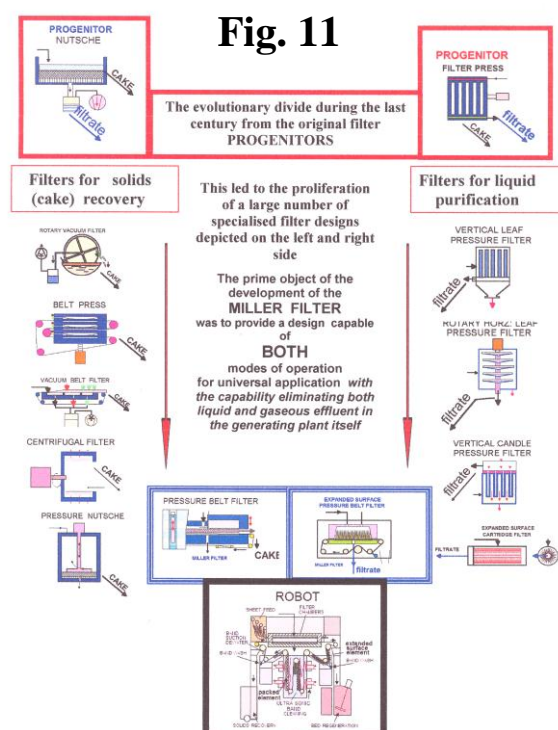 Fig. 11
PROGENITOR
NUTSCHE
CAKE
filtrate
PROGENITOR
FILTER PRESS
CAKE
filtrate
The evolutionary divide during the last
century from the original filter
PROGENITORS
Filters for solids
(cake) recovery
This led to the proliferation
of a large number of
specialised filter designs
depicted on the left and right
side
The prime object of the
development of the
MILLER FILTER
was to provide a design capable
of
BOTH
modes of operation
for universal application with
the capability eliminating both
liquid and gaseous effluent in
the generating plant itself
Filters for liquid
purification
ROTARY VACUUM FILTER
CAKE
BELT PRESS
CAKE
VACUUM BELT FILTER
CAKE
CENTRIFUGAL FILTER
CAKE
PRESSURE NUTSCHE
CAKE
VERTICAL LEAF
PRESSURE FILTER
filtrate
ROTARY HORZ: LEAF
PRESSURE FILTER
filtrate
VERTICAL CANDLE
PRESSURE FILTER
filtrate
EXPANDED SURFACE
CARTRIDGE FILTER
FILTRATE
PRESSURE BELT FILTER
MILLER FILTER
CAKE
EXPANDED SURFACE
PRESSURE BELT FILTER
MILLER FILTER
filtrate
ROBOT
SHEET FEED
FILTER
CHAMBERS
SUCTION
extended
surface
element
packed
element
ULTRA SONIC
BAND
CLEANING
BED REGENERATION